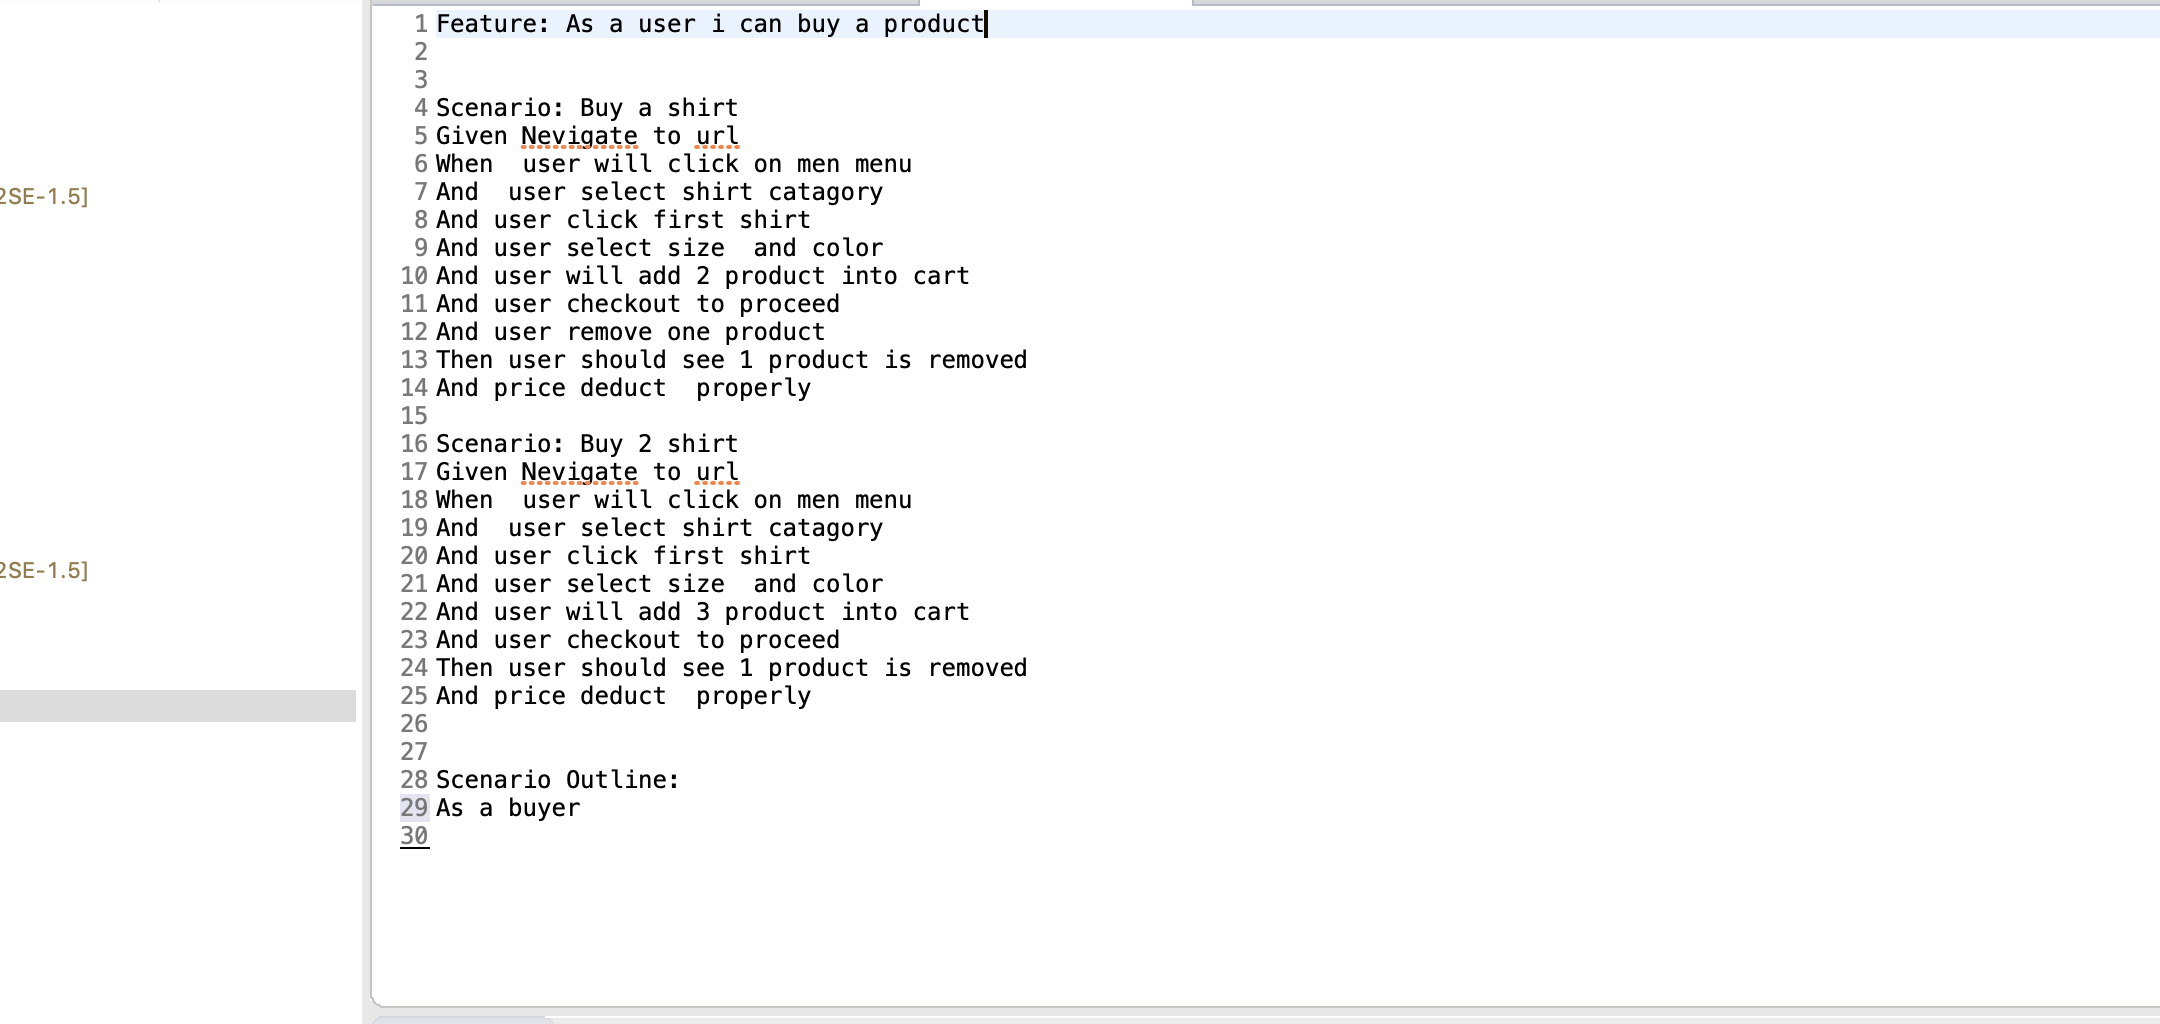 Feature: As a user i can buy a product
Scenario: Buy a shirt
Given Nevigate to url
When  user will click on men menu
And  user select shirt catagory
And user click first shirt
And user select size  and color
And user will add 2 product into cart
And user checkout to proceed
And user remove one product
Then user should see 1 product is removed
And price deduct  properly
Scenario: Buy 2 shirt
Given Nevigate to url
When  user will click on men menu
And  user select shirt catagory
And user click first shirt
And user select size  and color
And user will add 3 product into cart
And user checkout to proceed
Then user should see 1 product is removed
And price deduct  properly
Scenario Outline:
As a buyer
2SE-1.5]
2SE-1.5]
1
2
3
4
5
6
7
8
9
10
11
12
13
14
15
16
17
18
19
20
21
22
23
24
25
26
27
28
29
30